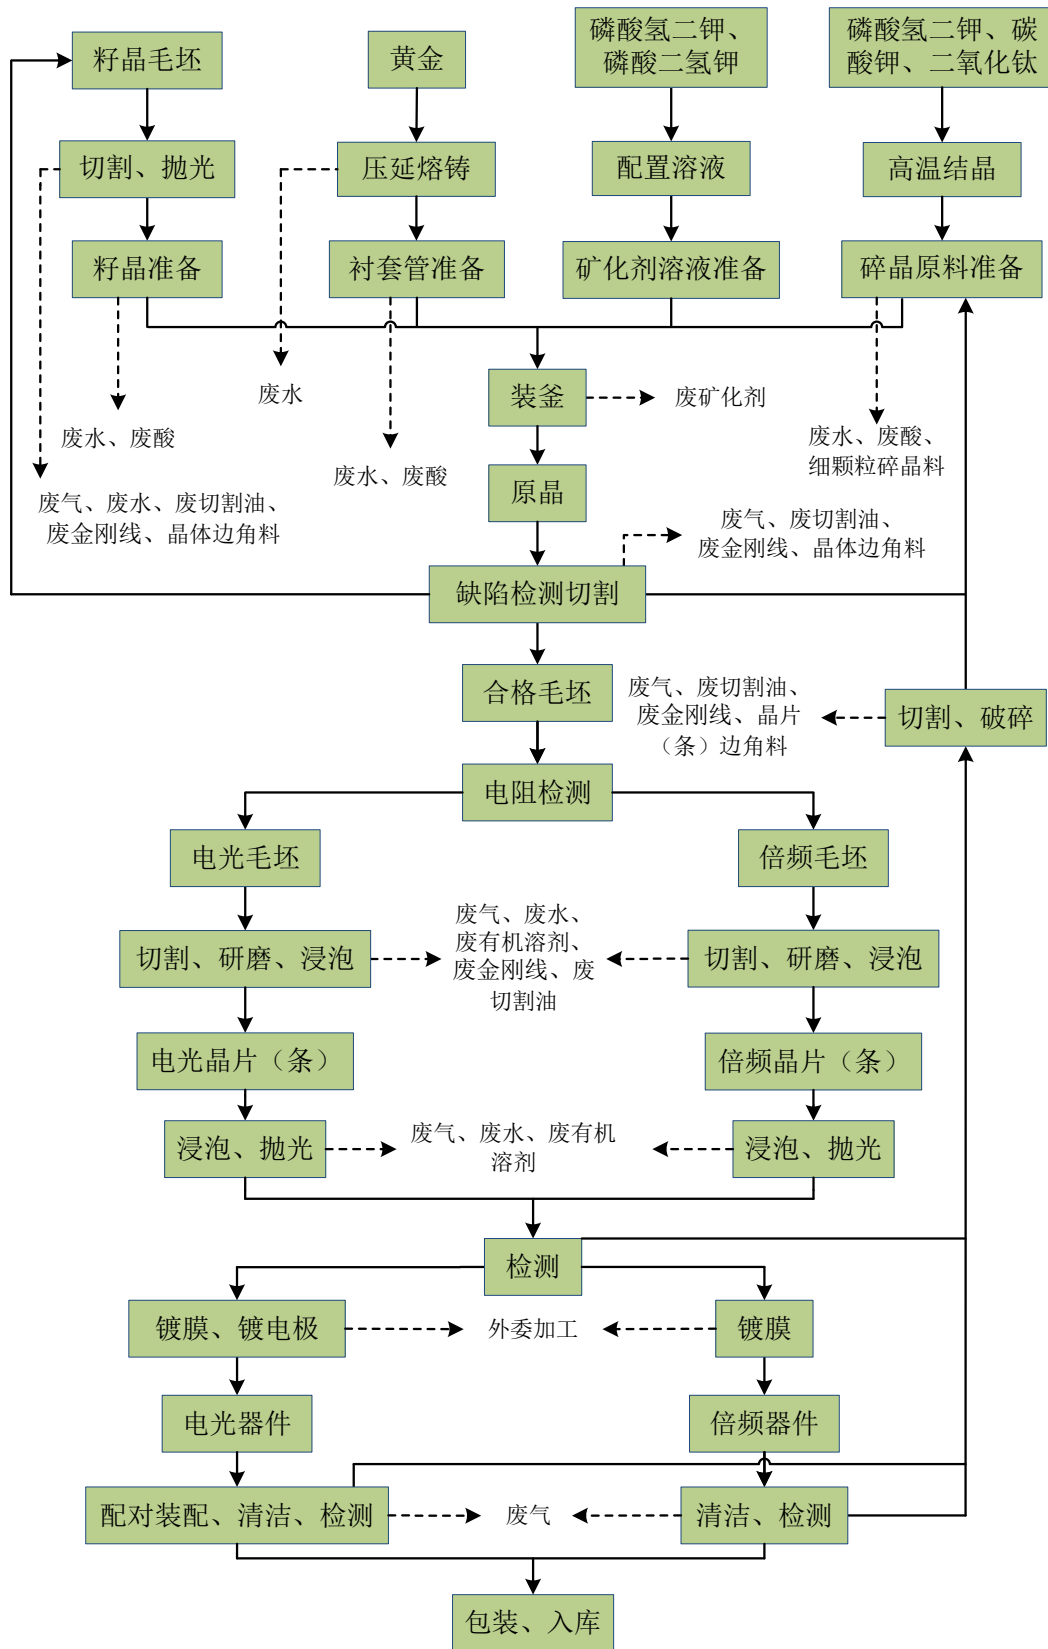 籽晶毛坯
黄金
磷酸氢二钾、
磷酸二氢钾
磷酸氢二钾、碳
酸钾、二氧化钛
切割、抛光
压延熔铸
配置溶液
高温结晶
籽晶准备
衬套管准备
矿化剂溶液准备
碎晶原料准备
废水
装釜
废矿化剂
废水、废酸
废水、废酸
废水、废酸、
细颗粒碎晶料
原晶
废气、废水、废切割油、
废金刚线、晶体边角料
废气、废切割油、
废金刚线、晶体边角料
缺陷检测切割
合格毛坯
废气、废切割油、
废金刚线、晶片
（条）边角料
切割、破碎
电阻检测
电光毛坯
倍频毛坯
切割、研磨、浸泡
废气、废水、
废有机溶剂、
废金刚线、废
切割油
切割、研磨、浸泡
电光晶片（条）
倍频晶片（条）
浸泡、抛光
废气、废水、废有机
溶剂
浸泡、抛光
检测
镀膜、镀电极
外委加工
镀膜
电光器件
倍频器件
配对装配、清洁、检测
废气
清洁、检测
包装、入库